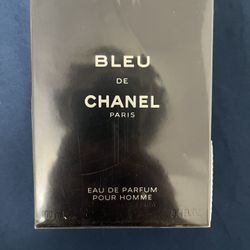 BLEU
DE
CHANEL
PARIS
EAU DE PARFUM
POUR HOMME